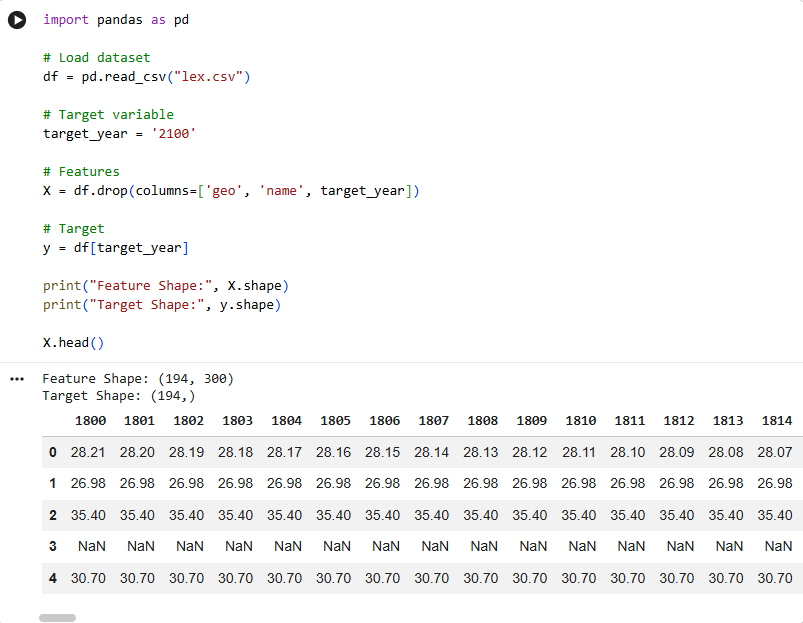 import pandas as pd
# Load dataset
df = pd.read_csv("lex.csv")
# Target variable
target_year = '2100'
# Features
X = df.drop(columns=['geo', 'name', target_year])
# Target
y = df[target_year]
print("Feature Shape:", X.shape)
print("Target Shape:", y.shape)
X.head()
Feature Shape: (194, 300)
Target Shape: (194,)
1800 1801 1802 1803 1804 1805 1806 1807 1808 1809 1810 1811 1812 1813 1814
0 28.21 28.20 28.19 28.18 28.17 28.16 28.15 28.14 28.13 28.12 28.11 28.10 28.09 28.08 28.07
1 26.98 26.98 26.98 26.98 26.98 26.98 26.98 26.98 26.98 26.98 26.98 26.98 26.98 26.98 26.98
2 35.40 35.40 35.40 35.40 35.40 35.40 35.40 35.40 35.40 35.40 35.40 35.40 35.40 35.40 35.40
3 NaN NaN NaN NaN NaN NaN NaN NaN NaN NaN NaN NaN NaN NaN NaN
4 30.70 30.70 30.70 30.70 30.70 30.70 30.70 30.70 30.70 30.70 30.70 30.70 30.70 30.70 30.70